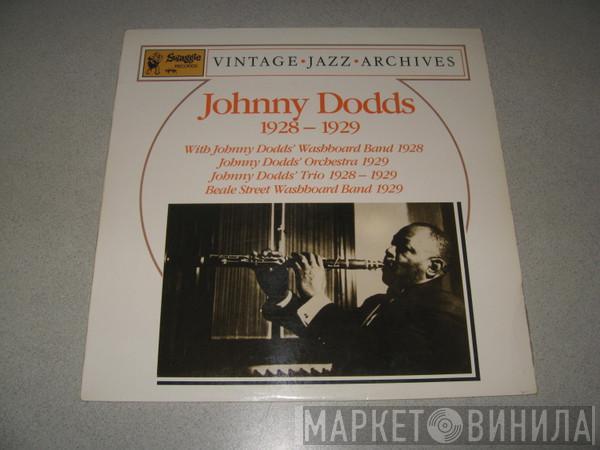 Swaggie
RECORDS
VINTAGE • JAZZ • ARCHIVES
Johnny Dodds
1928 – 1929
With Johnny Dodds' Washboard Band 1928
Johnny Dodds' Orchestra 1929
Johnny Dodds' Trio 1928 – 1929
Beale Street Washboard Band 1929
МАРКЕТ ВИНИЛА